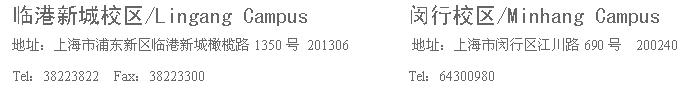 临港新城校区/Lingang Campus
地址：上海市浦东新区临港新城橄榄路 1350 号 201306
Tel: 38223822 Fax: 38223300
闵行校区/Minhang Campus
地址：上海市闵行区江川路 690 号 200240
Tel: 64300980